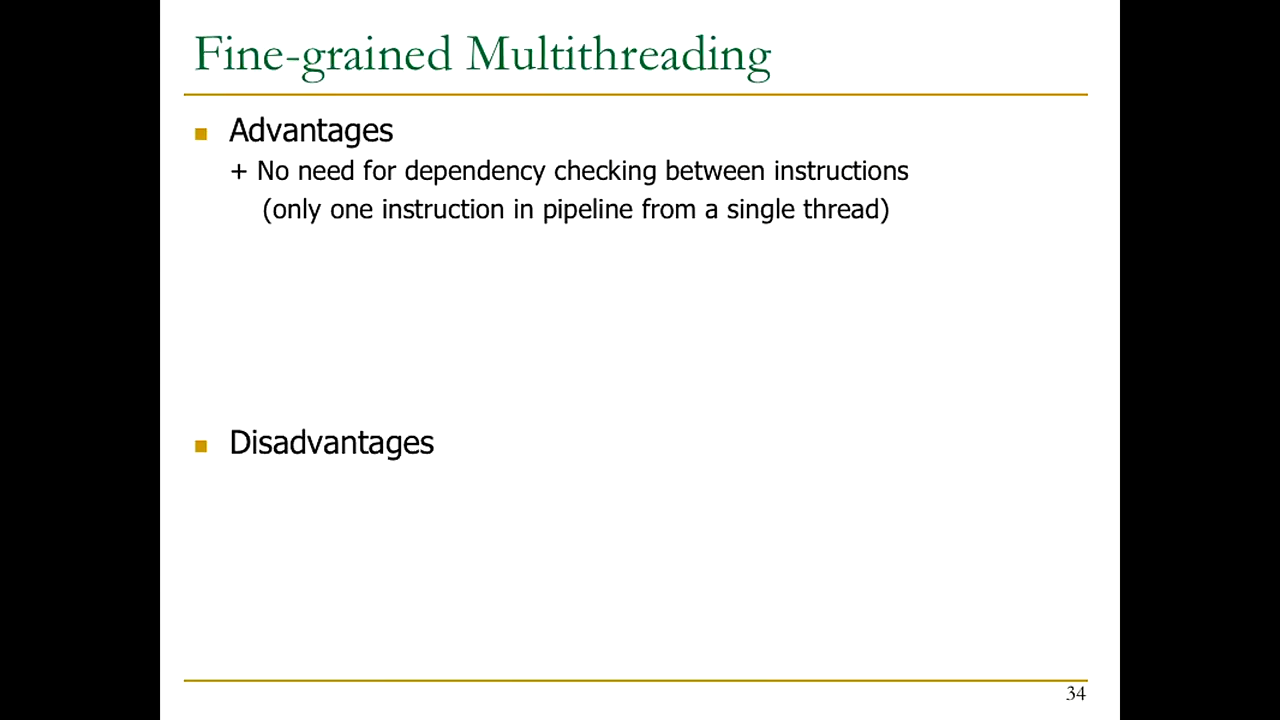 Fine-grained Multithreading
Advantages
+ No need for dependency checking between instructions
(only one instruction in pipeline from a single thread)
Disadvantages
34